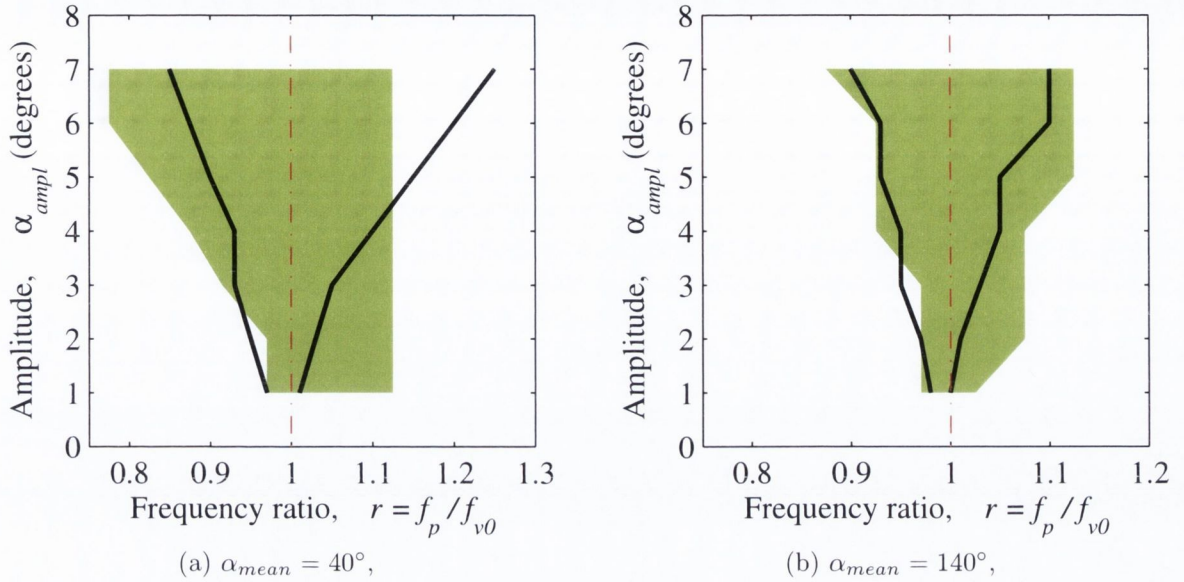 8
7
6
5
4
3
2
1
0
Amplitude, α_ampl (degrees)
0.8 0.9 1 1.1 1.2 1.3
Frequency ratio, r = f_p / f_v0
(a) α_mean = 40°,
8
7
6
5
4
3
2
1
0
Amplitude, α_ampl (degrees)
0.8 0.9 1 1.1 1.2
Frequency ratio, r = f_p / f_v0
(b) α_mean = 140°,